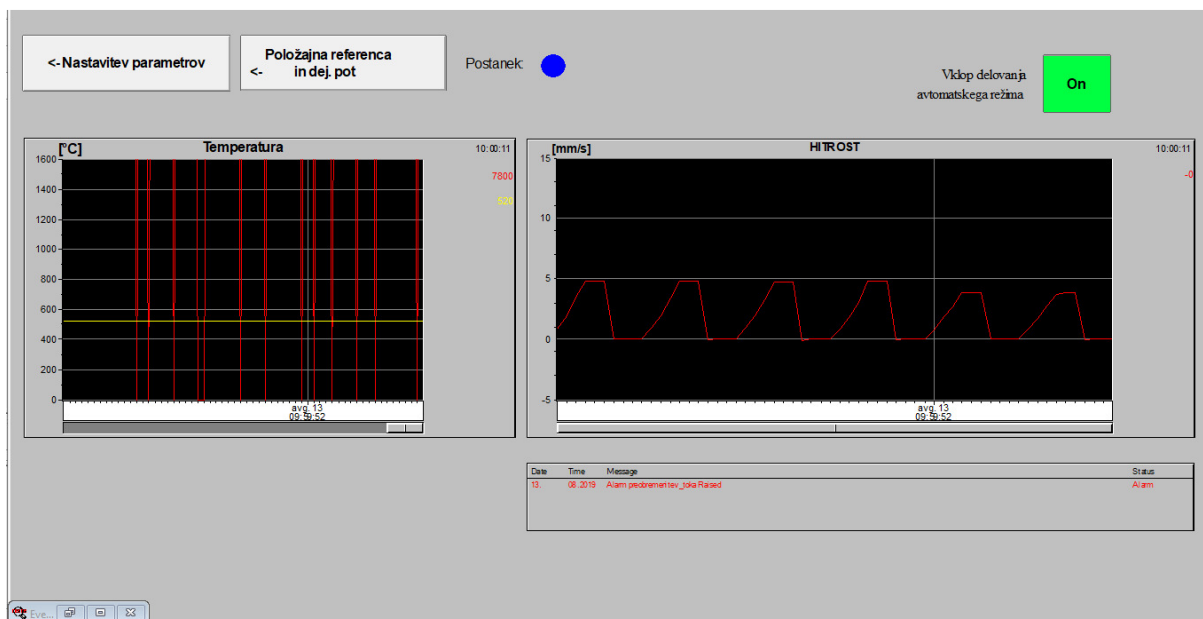 <- Nastavitev parametrov
Položajna referenca
<- in dej. pot
Postanek:
Vklop delovanja
avtomatskega režima
On
[°C] Temperatura 10:00:11
1600
1400
1200
1000
800
600
400
200
0
7800
520
avg. 13
09:59:52
[mm/s] HITROST 10:00:11
15
10
5
0
-5
-0
avg. 13
09:59:52
Date Time Message Status
13. 08.2019 Alarm preobremenitev_toka Raised Alarm
Eve...